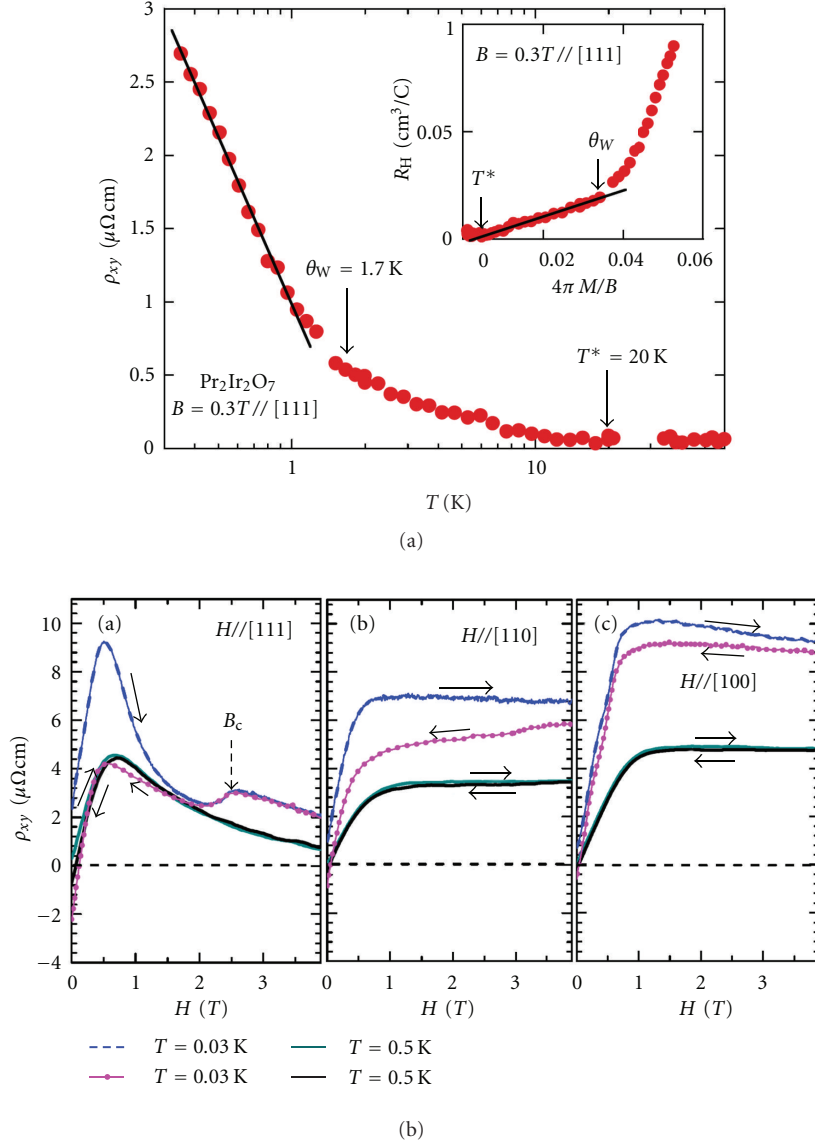 3
2.5
2
1.5
1
0.5
0
ρxy (μΩcm)
1
10
T (K)
θW = 1.7 K
T* = 20 K
Pr2Ir2O7
B = 0.3T// [111]
0.1
0.05
0
RH (cm3/C)
B = 0.3T// [111]
T*
θW
0
0.02
0.04
0.06
4π M/B
(a)
10
8
6
4
2
0
−2
−4
ρxy (μΩcm)
(a)
H//[111]
Bc
(b)
H//[110]
(c)
H//[100]
0 1 2 3
0 1 2 3
0 1 2 3
H (T)
H (T)
H (T)
T = 0.03 K
T = 0.5 K
T = 0.03 K
T = 0.5 K
(b)